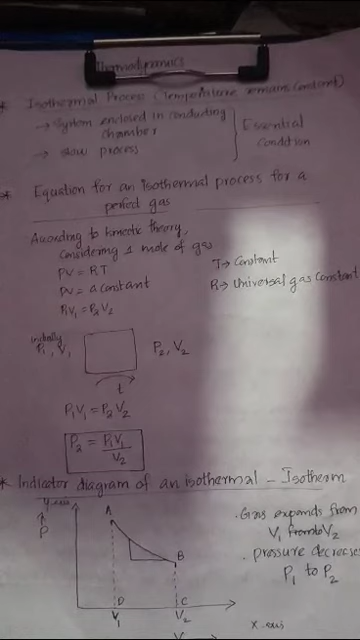 Thermodynamics
* Isothermal Process (Temperature remains constant)
→ System enclosed in conducting
chamber
→ slow process
Essential
Condition
* Equation for an isothermal process for a
perfect gas
According to kinetic theory,
Considering 1 mole of gas
PV = RT
PV = a constant
P₁V₁ = P₂V₂
T → Constant
R → Universal gas constant
initially
P₁, V₁
P₂, V₂
t
P₁V₁ = P₂V₂
P₂ = P₁V₁
V₂
* Indicator diagram of an isothermal - Isotherm
y-axis
↑
P
A
B
D
C
V₁
V₂
V →
x-axis
. Gas expands from
V₁ from to V₂
. pressure decreases
P₁ to P₂